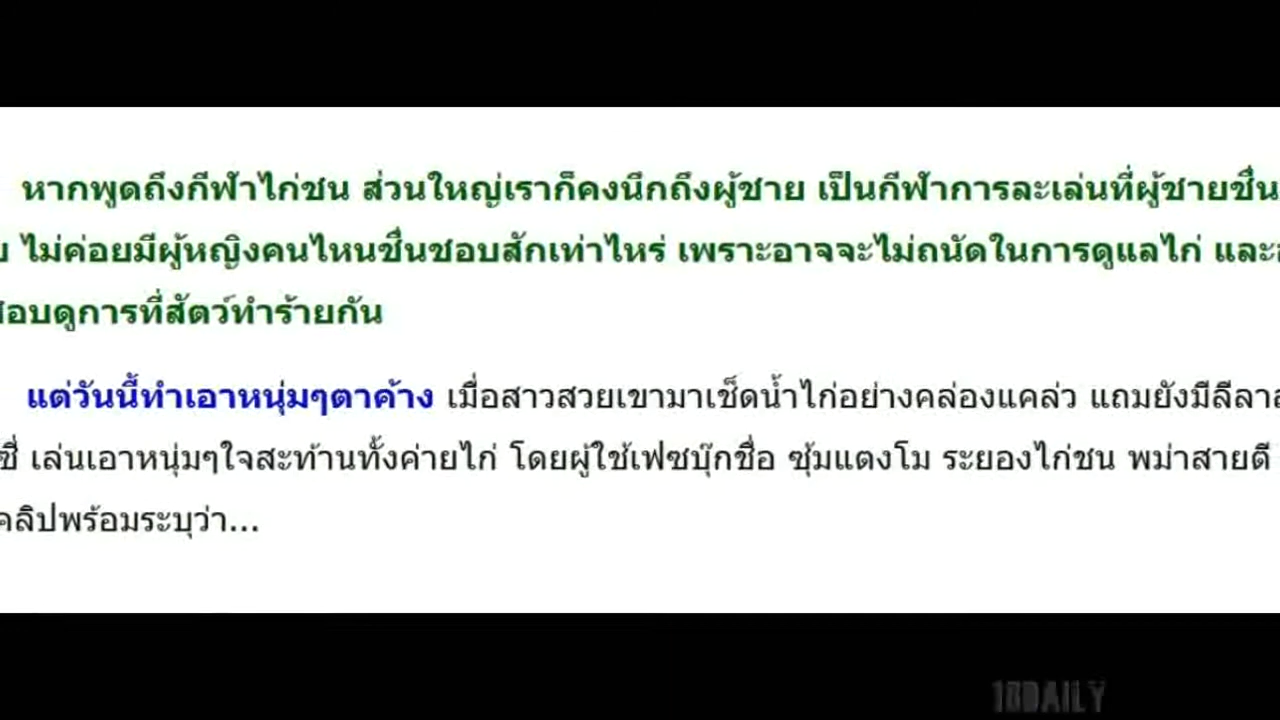 หากพูดถึงกีฬาไก่ชน ส่วนใหญ่เราก็คงนึกถึงผู้ชาย เป็นกีฬาการละเล่นที่ผู้ชายชื่น
ไม่ค่อยมีผู้หญิงคนไหนชื่นชอบสักเท่าไหร่ เพราะอาจจะไม่ถนัดในการดูแลไก่ และ
ชอบดูการที่สัตว์ทำร้ายกัน
แต่วันนี้ทำเอาหนุ่มๆตาค้าง เมื่อสาวสวยเขามาเช็ดน้ำไก่อย่างคล่องแคล่ว แถมยังมีลีลา
ซี่ เล่นเอาหนุ่มๆใจสะท้านทั้งค่ายไก่ โดยผู้ใช้เฟซบุ๊กชื่อ ซุ้มแตงโม ระยองไก่ชน พม่าสายดี
คลิปพร้อมระบุว่า...
18DAILY